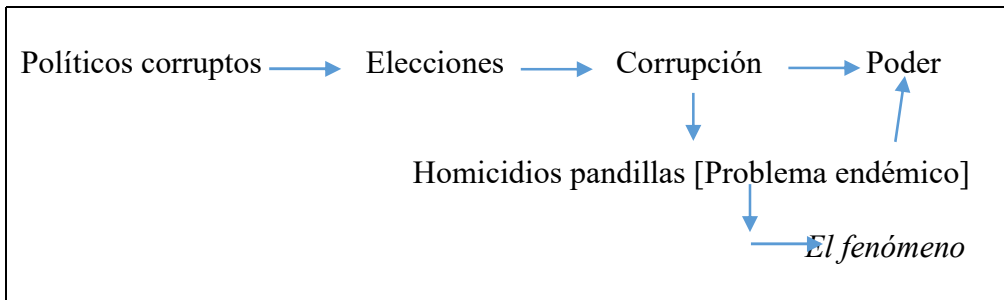 Políticos corruptos Elecciones Corrupción Poder
Homicidios pandillas [Problema endémico]
El fenómeno